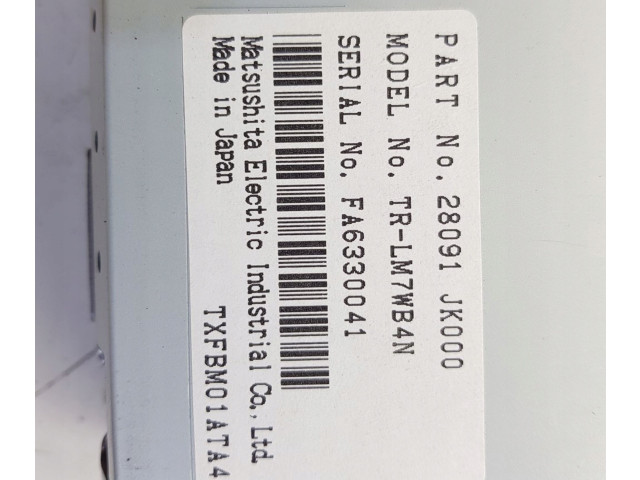 PART No. 28091 JK000
MODEL No. TR-LM7WB4N
SERIAL No. FA6330041
Matsushita Electric Industrial Co., Ltd.
Made in Japan
TXFBM01ATA4